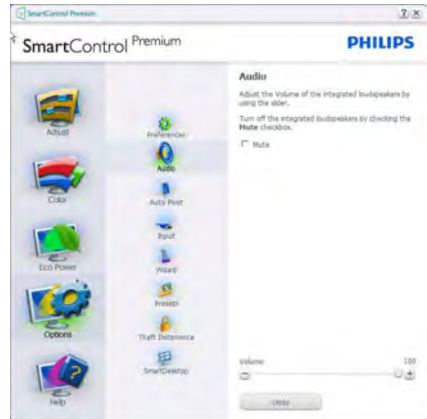 SmartControl Premium
SmartControl Premium
PHILIPS
Adjust
Color
Eco Power
Options
Help
Preferences
Audio
Auto Pivot
Input
Wizard
Presets
Theft Deterrence
SmartDesktop
Audio
Adjust the Volume of the integrated loudspeakers by
using the slider.
Turn off the integrated loudspeakers by checking the
Mute checkbox.
Mute
Volume
100
Undo